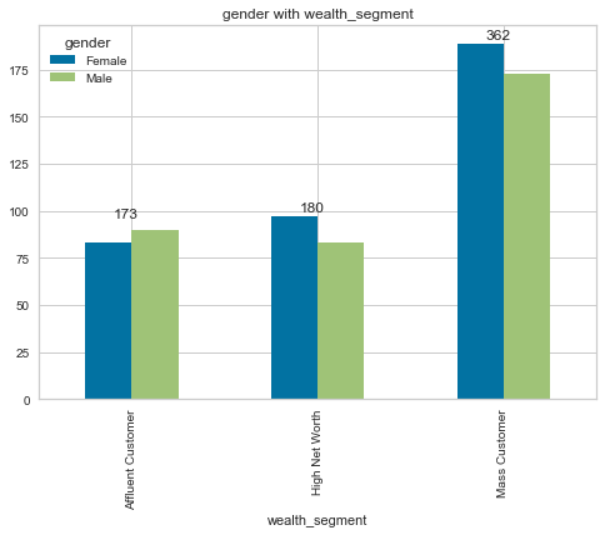 gender with wealth_segment
gender
Female
Male
362
175
150
125
100
75
50
25
0
173
180
Affluent Customer
High Net Worth
Mass Customer
wealth_segment